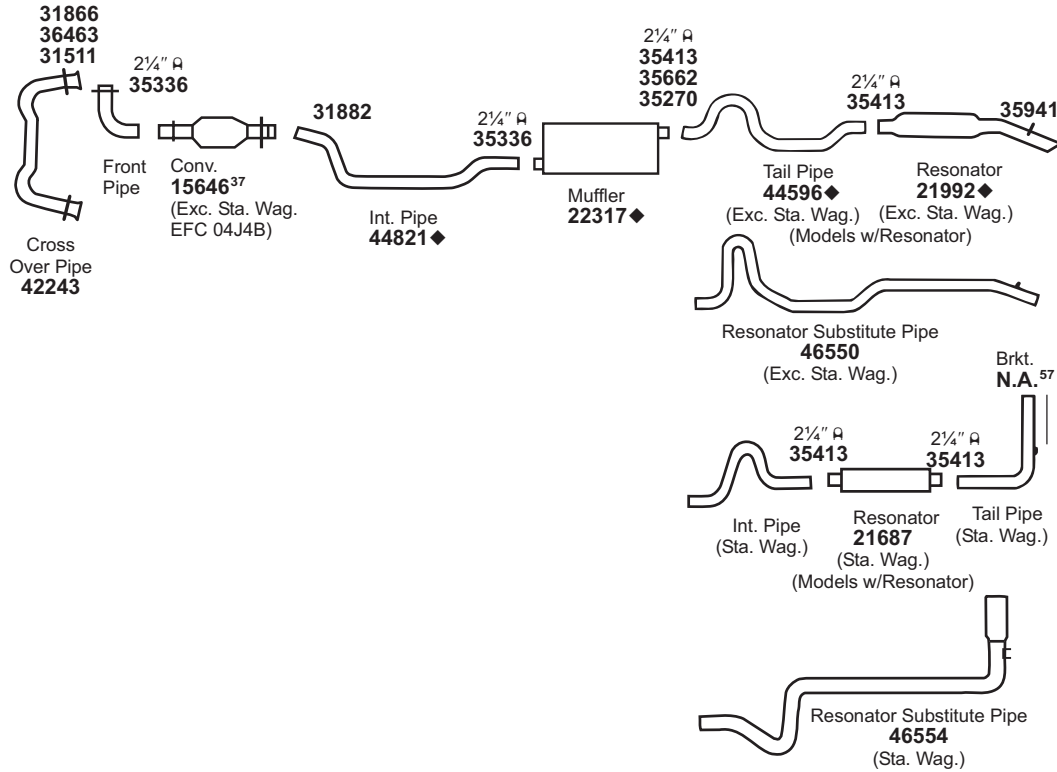 31866
36463
31511
2¼″
35336
Front
Pipe
Cross
Over Pipe
42243
Conv.
15646³⁷
(Exc. Sta. Wag.
EFC 04J4B)
31882
Int. Pipe
44821◆
2¼″
35336
Muffler
22317◆
2¼″
35413
35662
35270
Tail Pipe
44596◆
(Exc. Sta. Wag.)
2¼″
35413
35941
Resonator
21992◆
(Exc. Sta. Wag.)
(Models w/Resonator)
Resonator Substitute Pipe
46550
(Exc. Sta. Wag.)
Brkt.
N.A.⁵⁷
2¼″
35413
2¼″
35413
Int. Pipe
(Sta. Wag.)
Resonator
21687
(Sta. Wag.)
(Models w/Resonator)
Tail Pipe
(Sta. Wag.)
Resonator Substitute Pipe
46554
(Sta. Wag.)